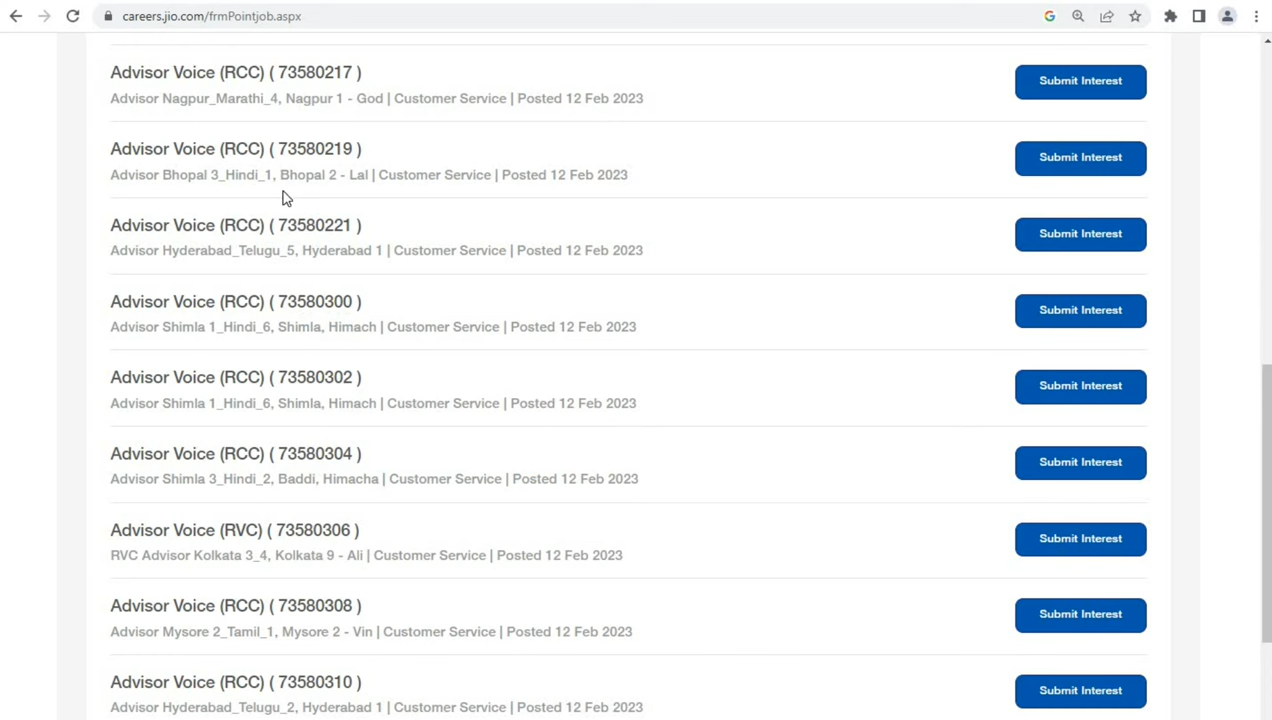 careers.jio.com/frmPointjob.aspx
Advisor Voice (RCC) ( 73580217 )
Advisor Nagpur_Marathi_4, Nagpur 1 - God | Customer Service | Posted 12 Feb 2023
Submit Interest
Advisor Voice (RCC) ( 73580219 )
Advisor Bhopal 3_Hindi_1, Bhopal 2 - Lal | Customer Service | Posted 12 Feb 2023
Submit Interest
Advisor Voice (RCC) ( 73580221 )
Advisor Hyderabad_Telugu_5, Hyderabad 1 | Customer Service | Posted 12 Feb 2023
Submit Interest
Advisor Voice (RCC) ( 73580300 )
Advisor Shimla 1_Hindi_6, Shimla, Himach | Customer Service | Posted 12 Feb 2023
Submit Interest
Advisor Voice (RCC) ( 73580302 )
Advisor Shimla 1_Hindi_6, Shimla, Himach | Customer Service | Posted 12 Feb 2023
Submit Interest
Advisor Voice (RCC) ( 73580304 )
Advisor Shimla 3_Hindi_2, Baddi, Himacha | Customer Service | Posted 12 Feb 2023
Submit Interest
Advisor Voice (RVC) ( 73580306 )
RVC Advisor Kolkata 3_4, Kolkata 9 - Ali | Customer Service | Posted 12 Feb 2023
Submit Interest
Advisor Voice (RCC) ( 73580308 )
Advisor Mysore 2_Tamil_1, Mysore 2 - Vin | Customer Service | Posted 12 Feb 2023
Submit Interest
Advisor Voice (RCC) ( 73580310 )
Advisor Hyderabad_Telugu_2, Hyderabad 1 | Customer Service | Posted 12 Feb 2023
Submit Interest